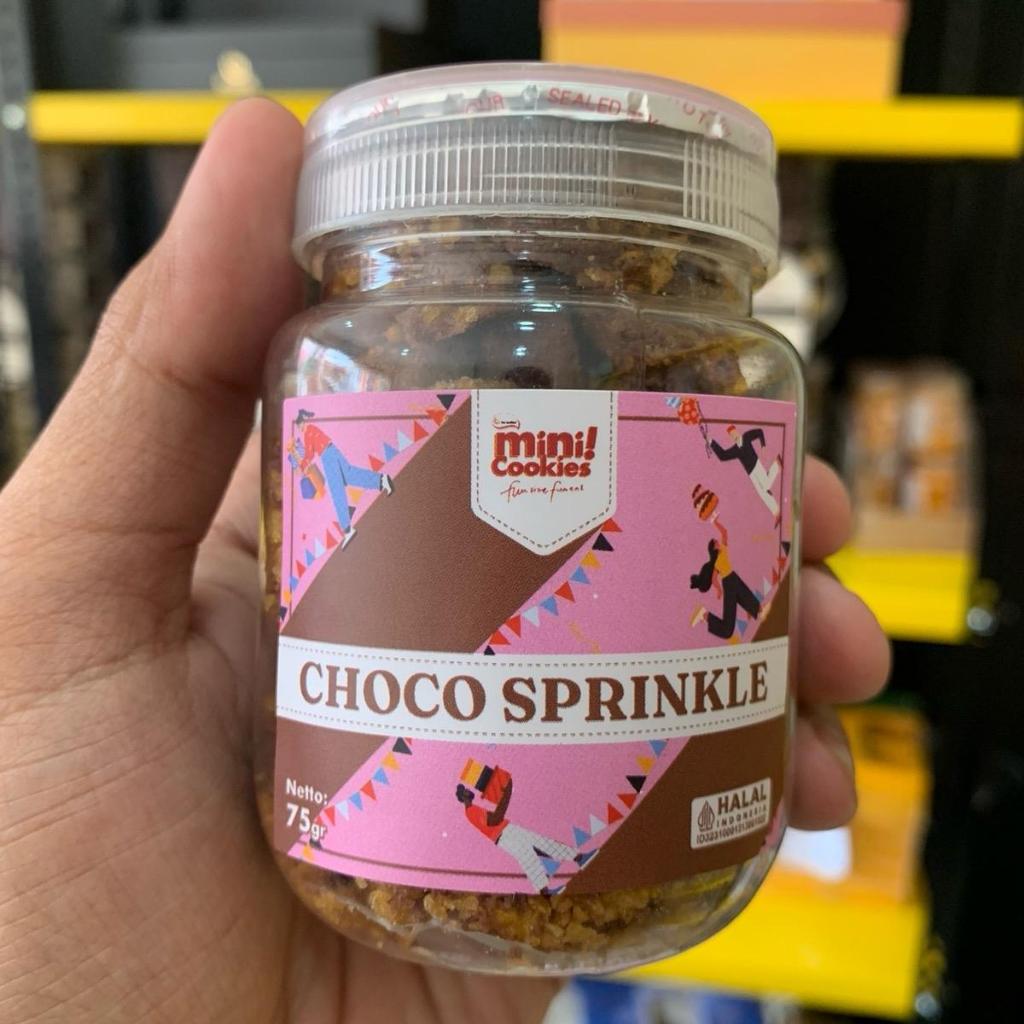 SEALED
mini!
Cookies
CHOCO SPRINKLE
Netto:
75gr
HALAL
INDONESIA